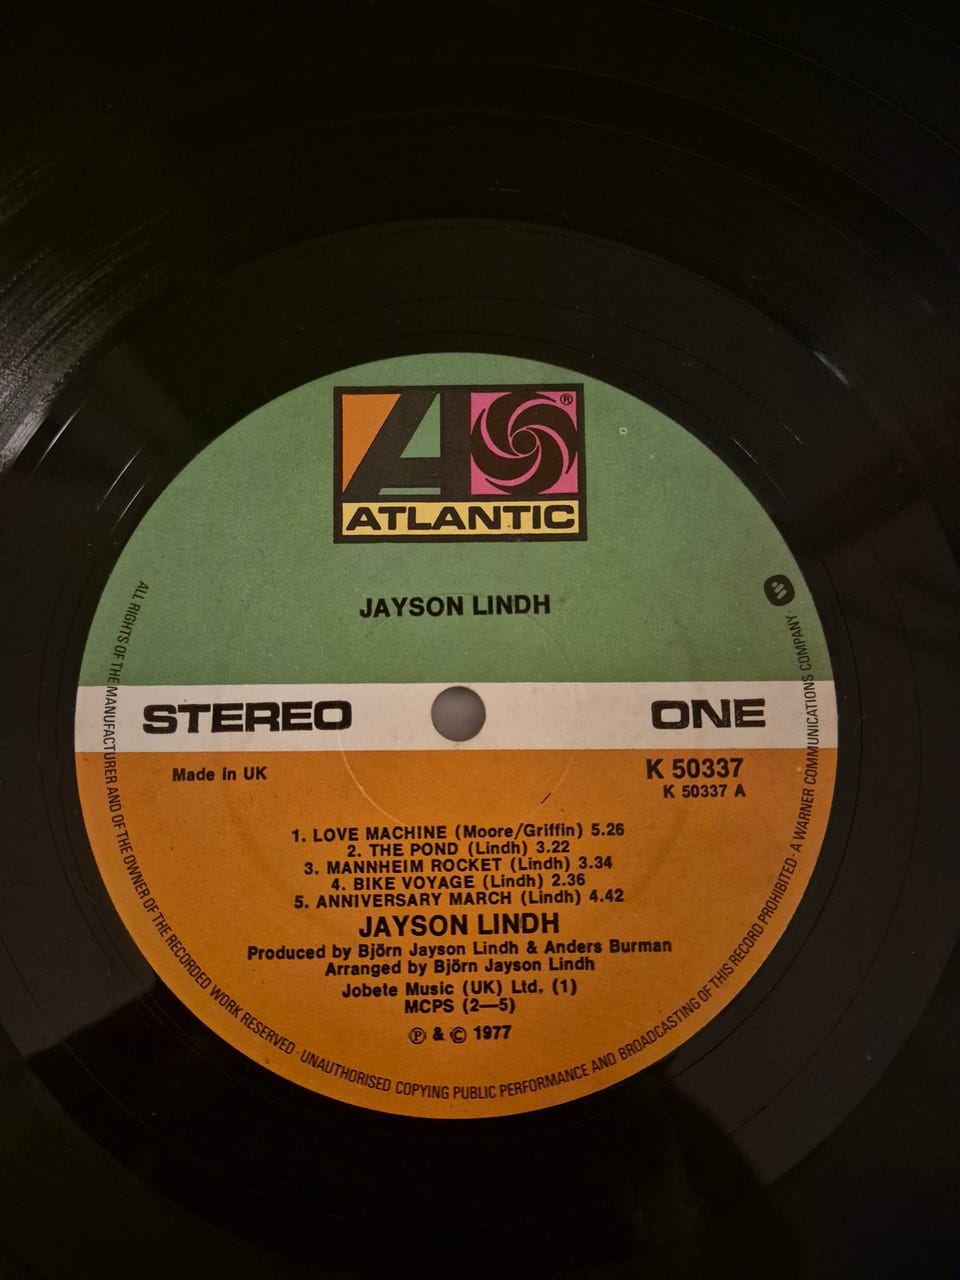 ®
ATLANTIC
JAYSON LINDH
STEREO ONE
Made in UK K 50337
K 50337 A
1. LOVE MACHINE (Moore/Griffin) 5.26
2. THE POND (Lindh) 3.22
3. MANNHEIM ROCKET (Lindh) 3.34
4. BIKE VOYAGE (Lindh) 2.36
5. ANNIVERSARY MARCH (Lindh) 4.42
JAYSON LINDH
Produced by Björn Jayson Lindh & Anders Burman
Arranged by Björn Jayson Lindh
Jobete Music (UK) Ltd. (1)
MCPS (2—5)
Ⓟ & © 1977
ALL RIGHTS OF THE MANUFACTURER AND OF THE OWNER OF THE RECORDED WORK RESERVED · UNAUTHORISED COPYING PUBLIC PERFORMANCE AND BROADCASTING OF THIS RECORD PROHIBITED · A WARNER COMMUNICATIONS COMPANY ·